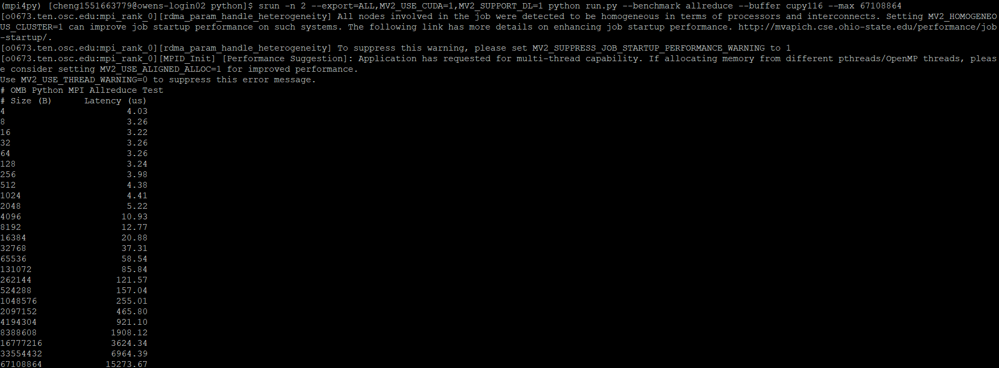 (mpi4py) [cheng1551663779@owens-login02 python]$ srun -n 2 --export=ALL,MV2_USE_CUDA=1,MV2_SUPPORT_DL=1 python run.py --benchmark allreduce --buffer cupy116 --max 67108864
[o0673.ten.osc.edu:mpi_rank_0][rdma_param_handle_heterogeneity] All nodes involved in the job were detected to be homogeneous in terms of processors and interconnects. Setting MV2_HOMOGENEO
US_CLUSTER=1 can improve job startup performance on such systems. The following link has more details on enhancing job startup performance. http://mvapich.cse.ohio-state.edu/performance/job
-startup/.
[o0673.ten.osc.edu:mpi_rank_0][rdma_param_handle_heterogeneity] To suppress this warning, please set MV2_SUPPRESS_JOB_STARTUP_PERFORMANCE_WARNING to 1
[o0673.ten.osc.edu:mpi_rank_0][MPID_Init] [Performance Suggestion]: Application has requested for multi-thread capability. If allocating memory from different pthreads/OpenMP threads, pleas
e consider setting MV2_USE_ALIGNED_ALLOC=1 for improved performance.
Use MV2_USE_THREAD_WARNING=0 to suppress this error message.
# OMB Python MPI Allreduce Test
# Size (B)      Latency (us)
4                       4.03
8                       3.26
16                      3.22
32                      3.26
64                      3.26
128                     3.24
256                     3.98
512                     4.38
1024                    4.41
2048                    5.22
4096                   10.93
8192                   12.77
16384                  20.88
32768                  37.31
65536                  58.54
131072                 85.84
262144                121.57
524288                157.04
1048576               255.01
2097152               465.80
4194304               921.10
8388608              1908.12
16777216             3624.34
33554432             6964.39
67108864            15273.67